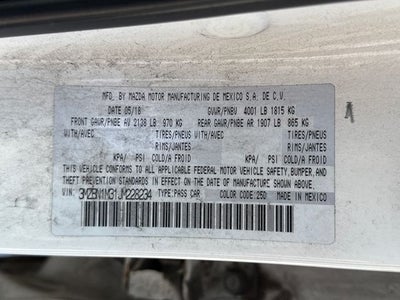 MFD. BY MAZDA MOTOR MANUFACTURING DE MEXICO S.A. DE C.V.
DATE 05/18 GVWR/PNBV 4001 LB 1815 KG
FRONT GAWR/PNBE AV 2138 LB 970 KG REAR GAWR/PNBE AR 1907 LB 865 KG
WITH/AVEC TIRES/PNEUS WITH/AVEC TIRES/PNEUS
RIMS/JANTES RIMS/JANTES
KPA/ PSI COLD/A FROID KPA/ PSI COLD/A FROID
THIS VEHICLE CONFORMS TO ALL APPLICABLE FEDERAL MOTOR VEHICLE SAFETY, BUMPER, AND
THEFT PREVENTION STANDARDS IN EFFECT ON THE DATE OF MANUFACTURE SHOWN ABOVE.
VIN: TYPE:PASS CAR COLOR CODE:25D MADE IN MEXICO
A